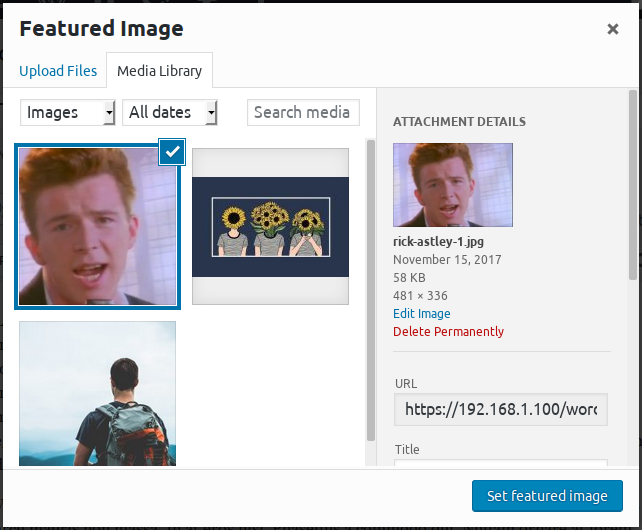 Featured Image
Upload Files
Media Library
Images
All dates
Search media
ATTACHMENT DETAILS
rick-astley-1.jpg
November 15, 2017
58 KB
481 × 336
Edit Image
Delete Permanently
URL
https://192.168.1.100/word
Title
Set featured image